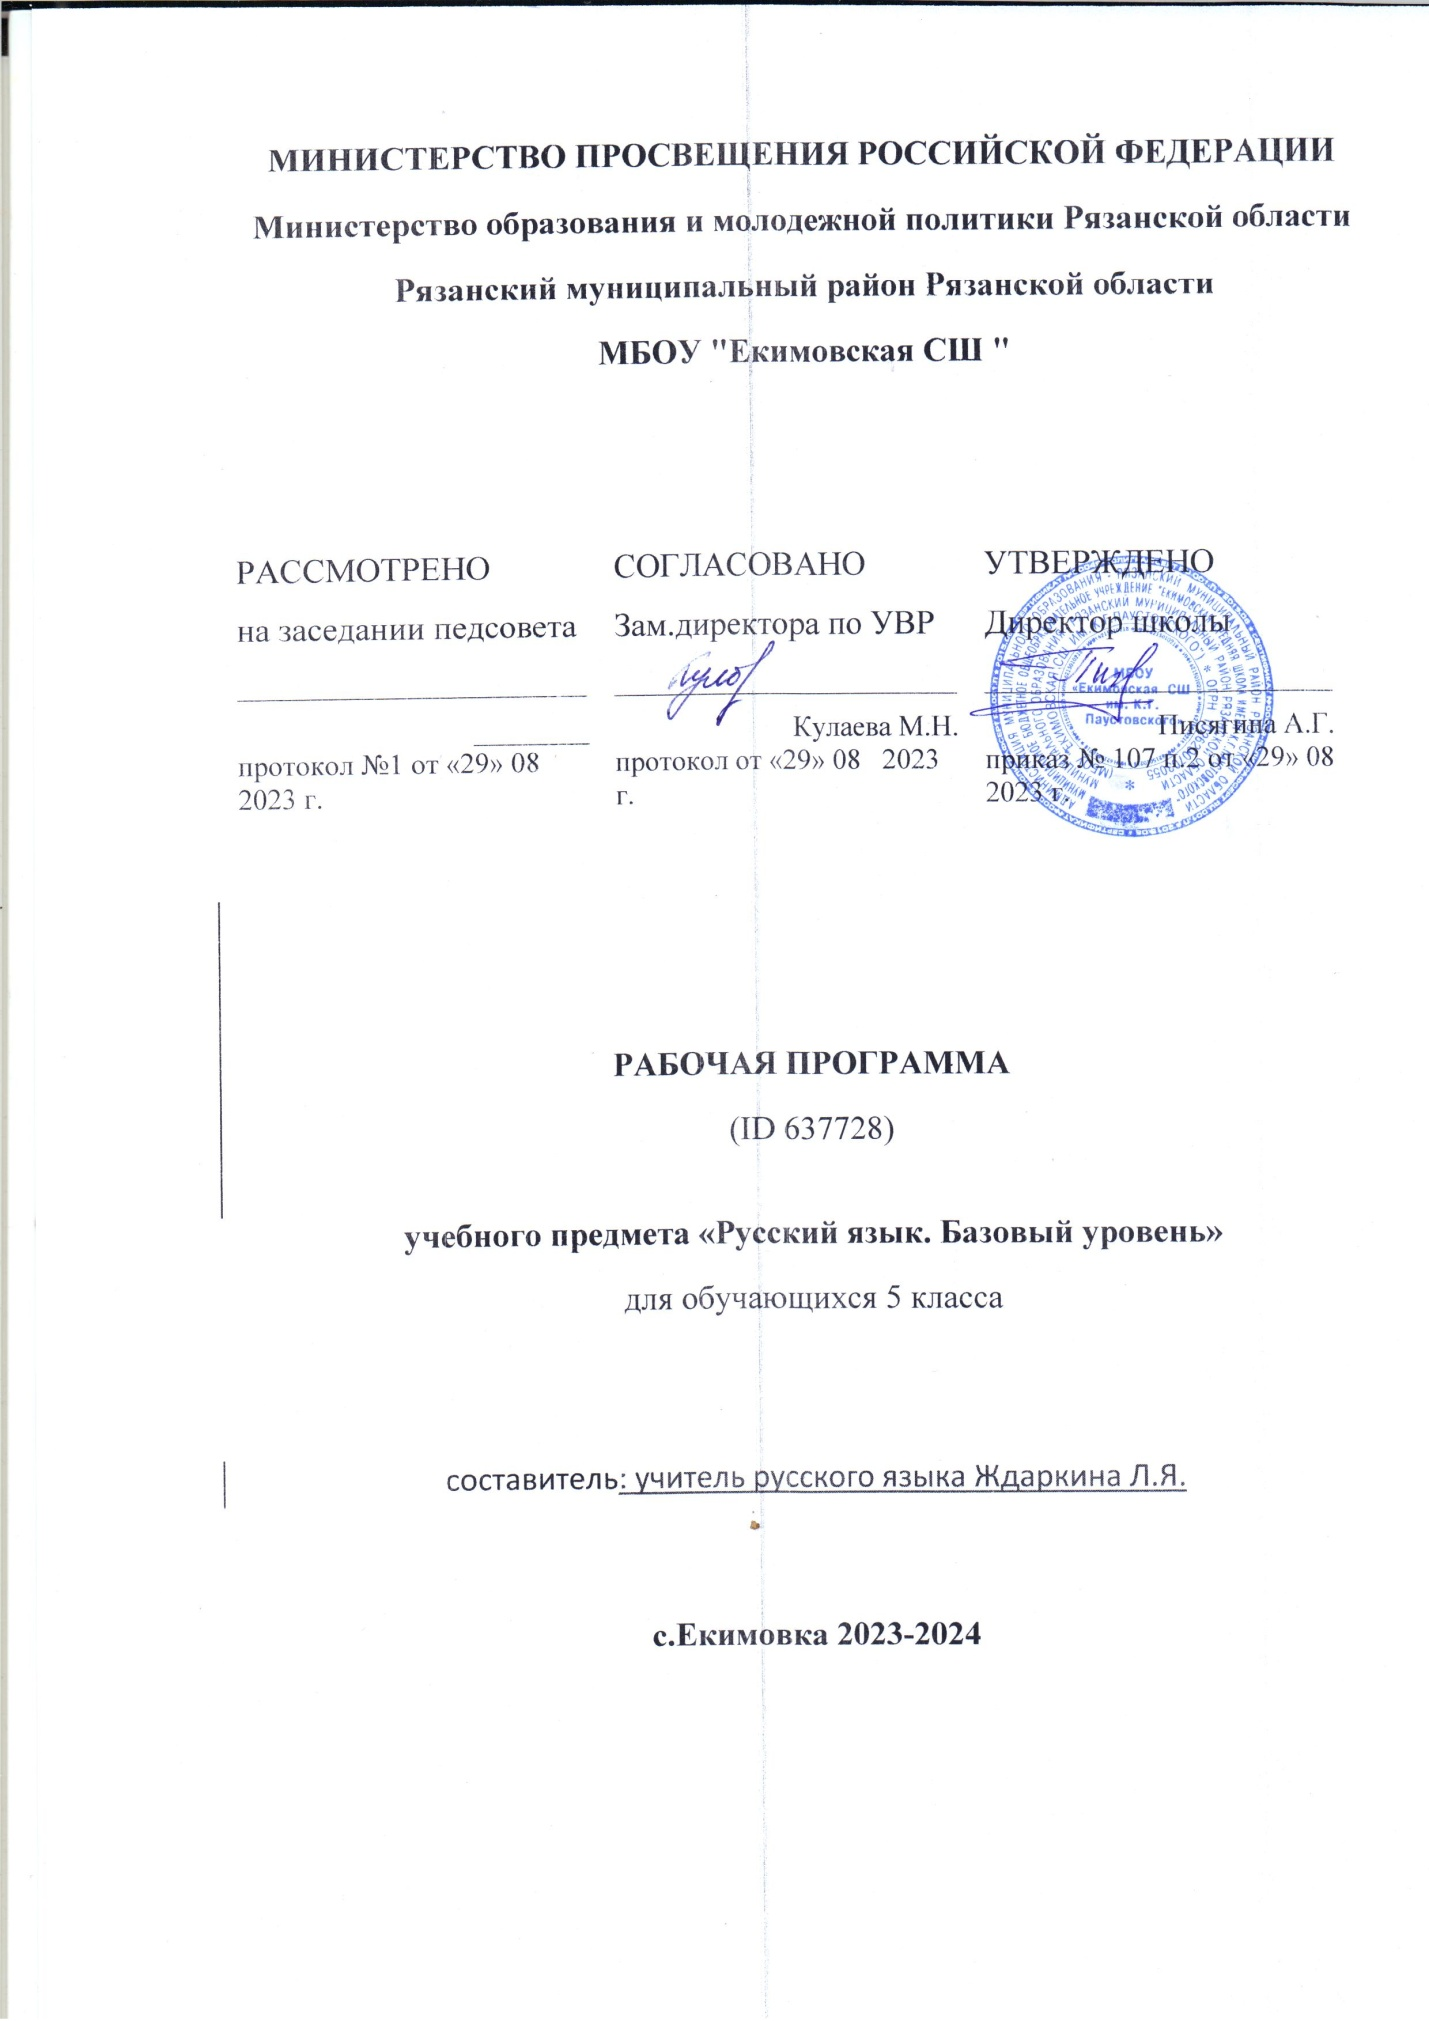 МИНИСТЕРСТВО ПРОСВЕЩЕНИЯ РОССИЙСКОЙ ФЕДЕРАЦИИ
Министерство образования и молодежной политики Рязанской области
Рязанский муниципальный район Рязанской области
МБОУ "Екимовская СШ "
РАССМОТРЕНО
на заседании педсовета
протокол №1 от «29» 08
2023 г.
СОГЛАСОВАНО
Зам.директора по УВР
Кулаева М.Н.
протокол от «29» 08 2023
г.
УТВЕРЖДЕНО
Директор школы
МБОУ
«Екимовская СШ
им. К.Г.
Паустовского»
Писягина А.Г.
приказ № 107 п.2 от «29» 08
2023 г.
РАБОЧАЯ ПРОГРАММА
(ID 637728)
учебного предмета «Русский язык. Базовый уровень»
для обучающихся 5 класса
составитель: учитель русского языка Ждаркина Л.Я.
с.Екимовка 2023-2024